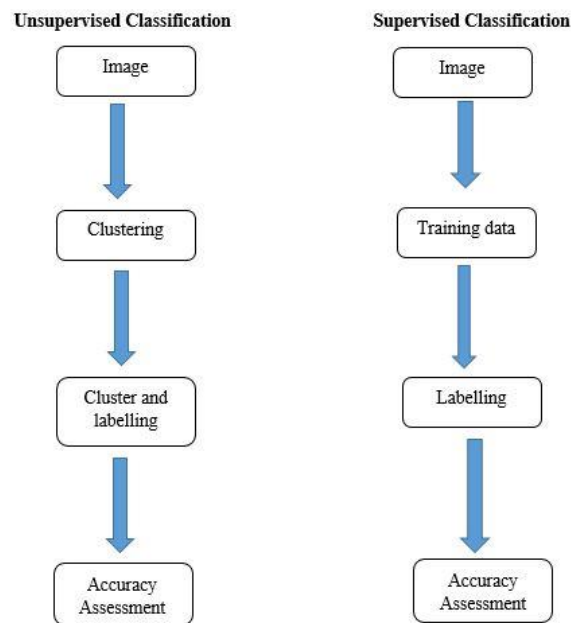 Unsupervised Classification
Image
Clustering
Cluster and
labelling
Accuracy
Assessment
Supervised Classification
Image
Training data
Labelling
Accuracy
Assessment